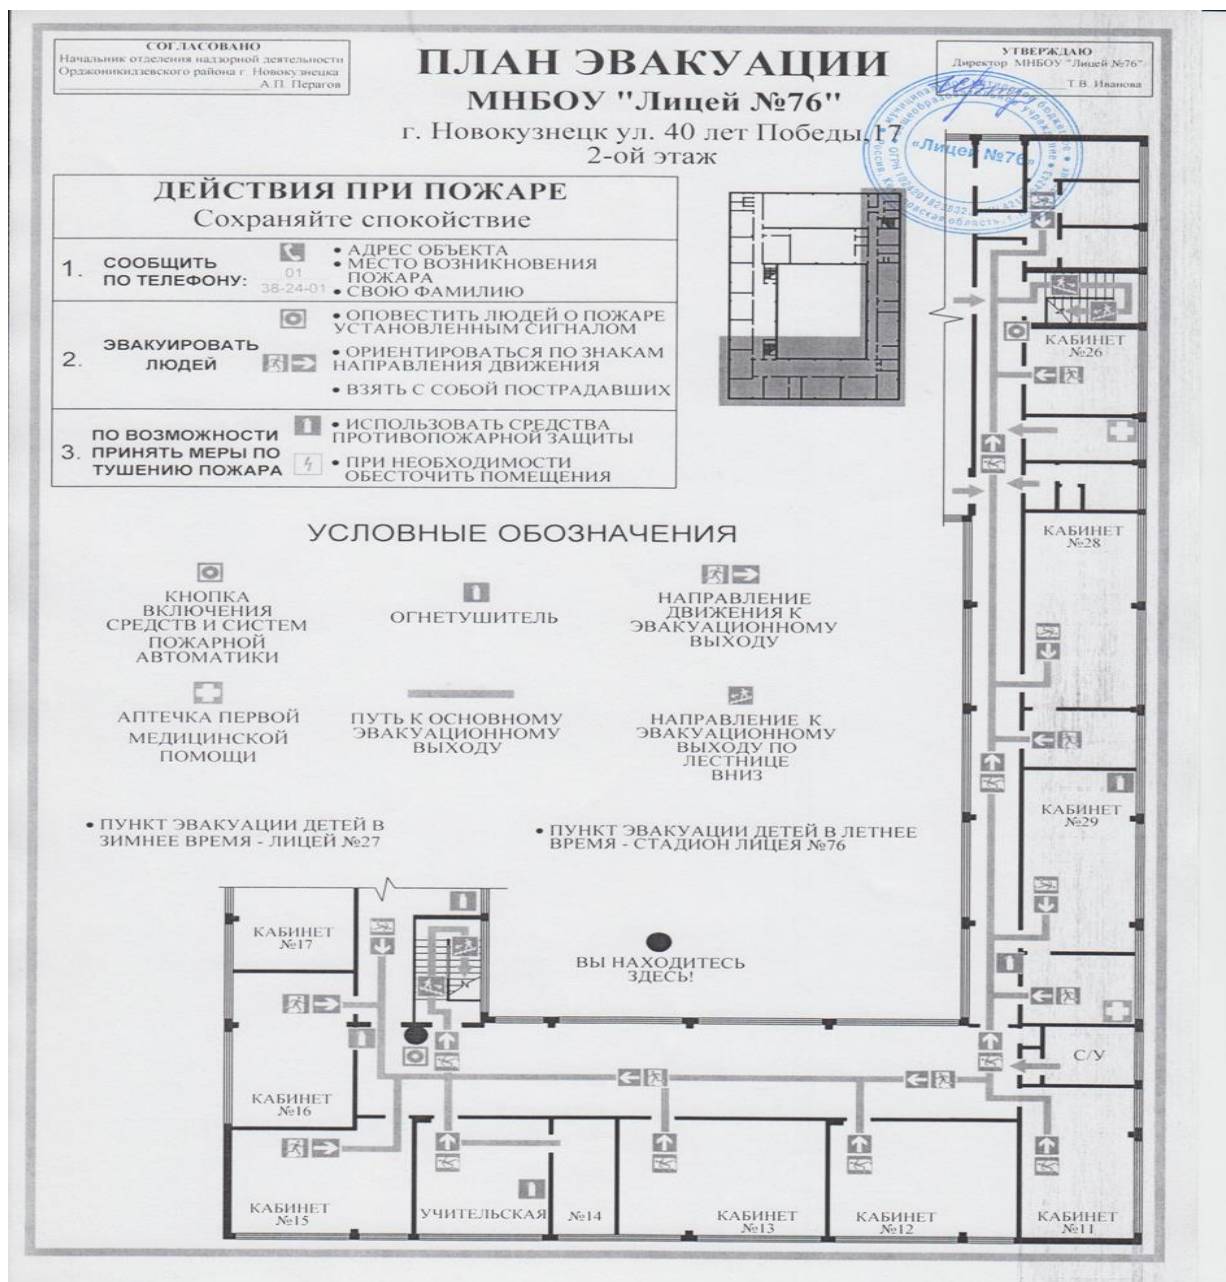 СОГЛАСОВАНО
Начальник отделения надзорной деятельности
Орджоникидзевского района г. Новокузнецка
А.П. Перагов
ПЛАН ЭВАКУАЦИИ
МНБОУ "Лицей №76"
г. Новокузнецк ул. 40 лет Победы,17
2-ой этаж
УТВЕРЖДАЮ
Директор МНБОУ "Лицей №76"
Т.В. Иванова
«Лицей №76»
ДЕЙСТВИЯ ПРИ ПОЖАРЕ
Сохраняйте спокойствие
1. СООБЩИТЬ
ПО ТЕЛЕФОНУ:
01
38-24-01
• АДРЕС ОБЪЕКТА
• МЕСТО ВОЗНИКНОВЕНИЯ
ПОЖАРА
• СВОЮ ФАМИЛИЮ
2. ЭВАКУИРОВАТЬ
ЛЮДЕЙ
• ОПОВЕСТИТЬ ЛЮДЕЙ О ПОЖАРЕ
УСТАНОВЛЕННЫМ СИГНАЛОМ
• ОРИЕНТИРОВАТЬСЯ ПО ЗНАКАМ
НАПРАВЛЕНИЯ ДВИЖЕНИЯ
• ВЗЯТЬ С СОБОЙ ПОСТРАДАВШИХ
3. ПО ВОЗМОЖНОСТИ
ПРИНЯТЬ МЕРЫ ПО
ТУШЕНИЮ ПОЖАРА
• ИСПОЛЬЗОВАТЬ СРЕДСТВА
ПРОТИВОПОЖАРНОЙ ЗАЩИТЫ
• ПРИ НЕОБХОДИМОСТИ
ОБЕСТОЧИТЬ ПОМЕЩЕНИЯ
УСЛОВНЫЕ ОБОЗНАЧЕНИЯ
КНОПКА
ВКЛЮЧЕНИЯ
СРЕДСТВ И СИСТЕМ
ПОЖАРНОЙ
АВТОМАТИКИ
ОГНЕТУШИТЕЛЬ
НАПРАВЛЕНИЕ
ДВИЖЕНИЯ К
ЭВАКУАЦИОННОМУ
ВЫХОДУ
АПТЕЧКА ПЕРВОЙ
МЕДИЦИНСКОЙ
ПОМОЩИ
ПУТЬ К ОСНОВНОМУ
ЭВАКУАЦИОННОМУ
ВЫХОДУ
НАПРАВЛЕНИЕ К
ЭВАКУАЦИОННОМУ
ВЫХОДУ ПО
ЛЕСТНИЦЕ
ВНИЗ
• ПУНКТ ЭВАКУАЦИИ ДЕТЕЙ В
ЗИМНЕЕ ВРЕМЯ - ЛИЦЕЙ №27
• ПУНКТ ЭВАКУАЦИИ ДЕТЕЙ В ЛЕТНЕЕ
ВРЕМЯ - СТАДИОН ЛИЦЕЯ №76
ВЫ НАХОДИТЕСЬ
ЗДЕСЬ!
КАБИНЕТ
№26
КАБИНЕТ
№28
КАБИНЕТ
№29
С/У
КАБИНЕТ
№17
КАБИНЕТ
№16
КАБИНЕТ
№15
УЧИТЕЛЬСКАЯ
№14
КАБИНЕТ
№13
КАБИНЕТ
№12
КАБИНЕТ
№11